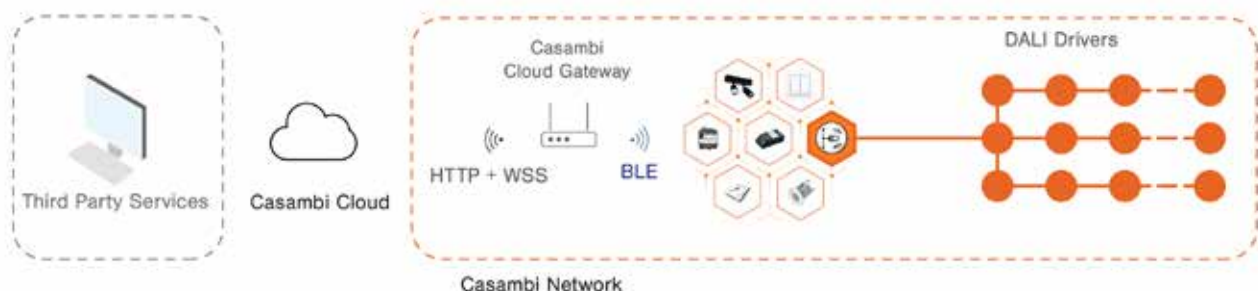 Third Party Services
Casambi Cloud
Casambi
Cloud Gateway
HTTP + WSS
BLE
DALI Drivers
Casambi Network